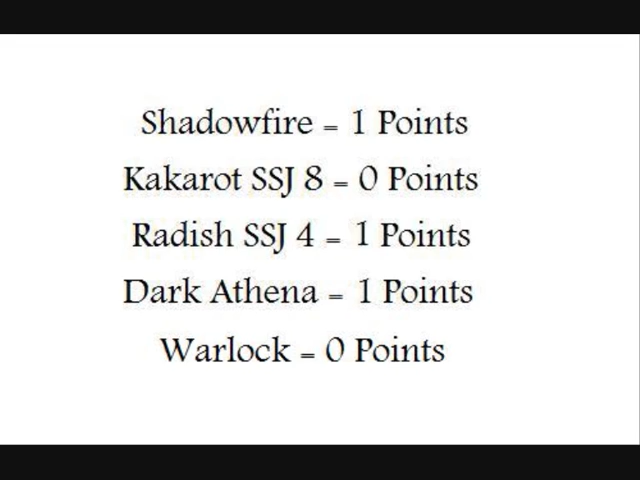 Shadowfire = 1 Points
Kakarot SSJ 8 = 0 Points
Radish SSJ 4 = 1 Points
Dark Athena = 1 Points
Warlock = 0 Points